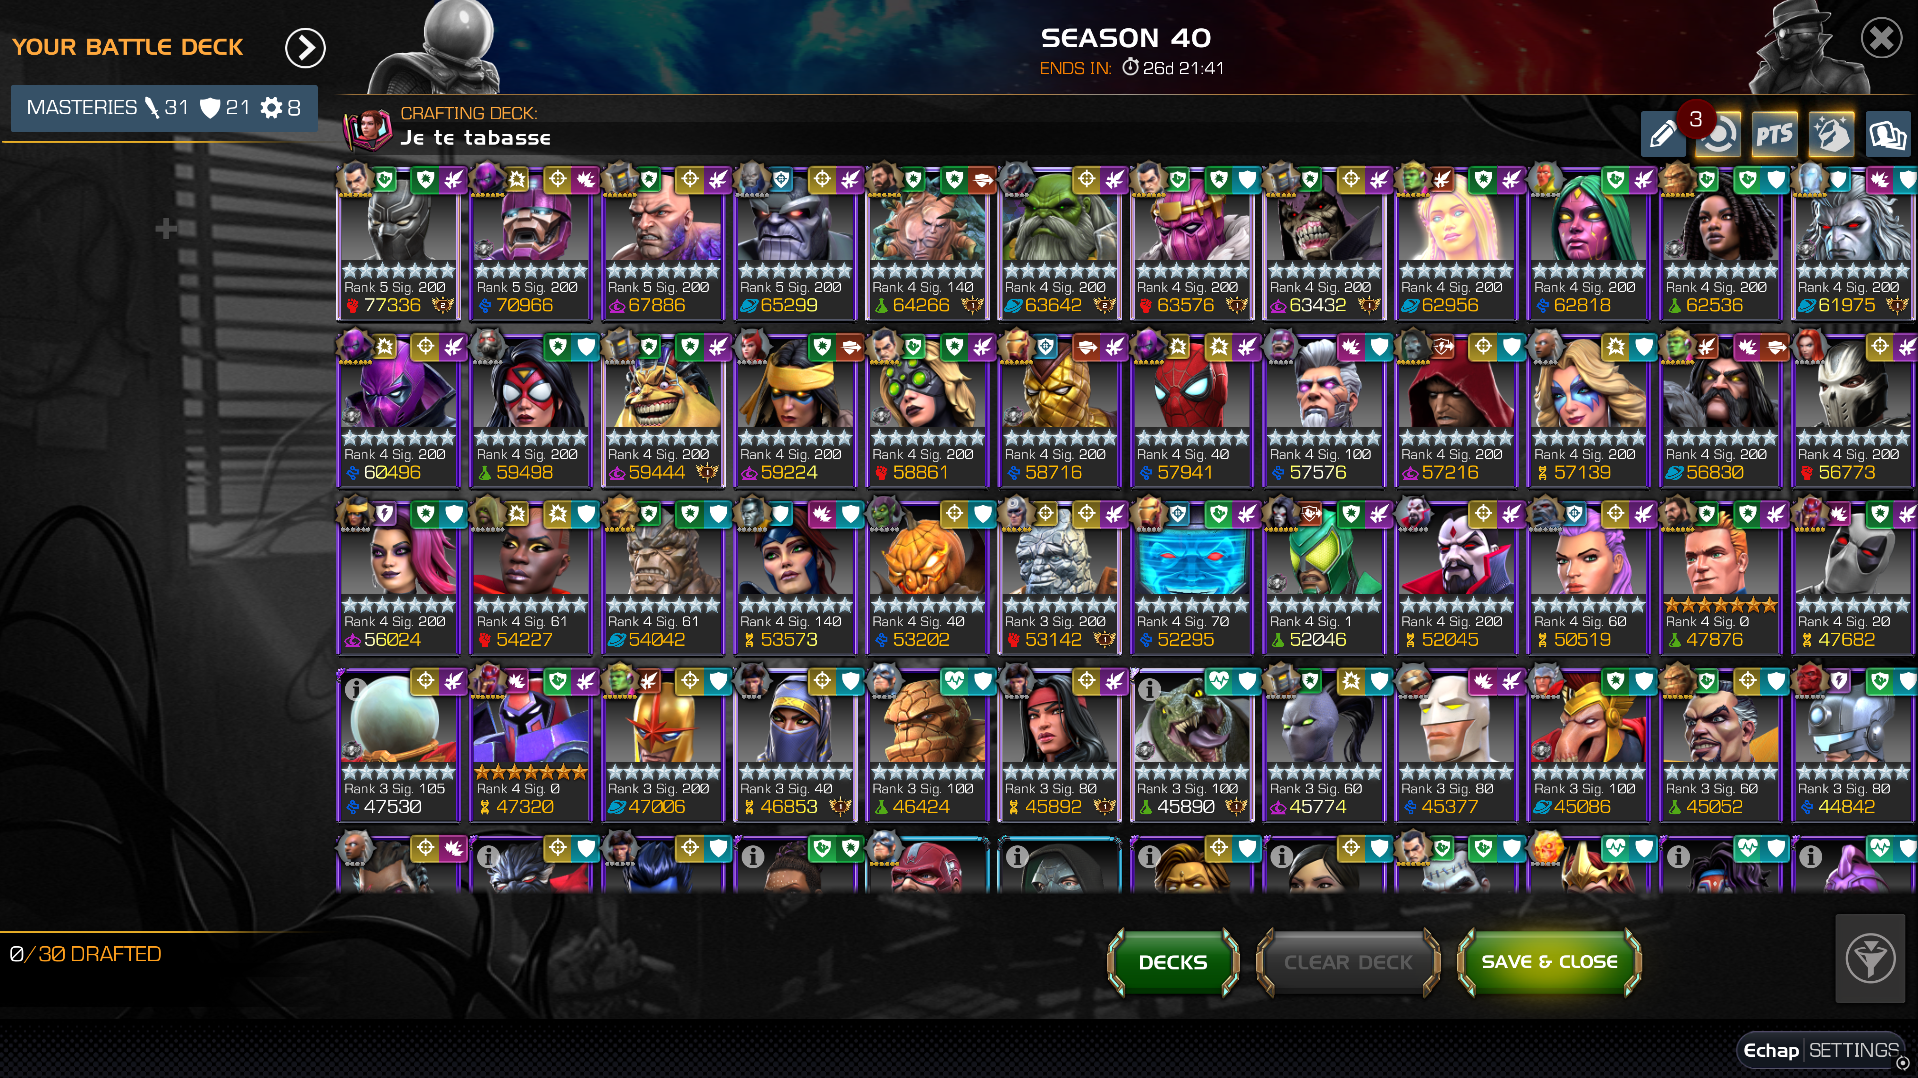 YOUR BATTLE DECK
SEASON 40
ENDS IN: 26d 21:41
MASTERIES 31 21 8
CRAFTING DECK:
Je te tabasse
3
PTS
Rank 5 Sig. 200
77336 2
Rank 5 Sig. 200
70966
Rank 5 Sig. 200
67886
Rank 5 Sig. 200
65299
Rank 4 Sig. 140
64266 1
Rank 4 Sig. 200
63642 2
Rank 4 Sig. 200
63576 1
Rank 4 Sig. 200
63432 1
Rank 4 Sig. 200
62956
Rank 4 Sig. 200
62818
Rank 4 Sig. 200
62536
Rank 4 Sig. 200
61975 1
Rank 4 Sig. 200
60496
Rank 4 Sig. 200
59498
Rank 4 Sig. 200
59444 1
Rank 4 Sig. 200
59224
Rank 4 Sig. 200
58861
Rank 4 Sig. 200
58716
Rank 4 Sig. 40
57941
Rank 4 Sig. 100
57576
Rank 4 Sig. 200
57216
Rank 4 Sig. 200
57139
Rank 4 Sig. 200
56830
Rank 4 Sig. 200
56773
Rank 4 Sig. 200
56024
Rank 4 Sig. 61
54227
Rank 4 Sig. 61
54042
Rank 4 Sig. 140
53573
Rank 4 Sig. 40
53202
Rank 3 Sig. 200
53142 1
Rank 4 Sig. 70
52295
Rank 4 Sig. 1
52046
Rank 4 Sig. 200
52045
Rank 4 Sig. 60
50519
Rank 4 Sig. 0
47876
Rank 4 Sig. 20
47682
Rank 3 Sig. 105
47530
Rank 4 Sig. 0
47320
Rank 3 Sig. 200
47006
Rank 3 Sig. 40
46853 1
Rank 3 Sig. 100
46424
Rank 3 Sig. 80
45892 1
Rank 3 Sig. 100
45890 1
Rank 3 Sig. 60
45774
Rank 3 Sig. 80
45377
Rank 3 Sig. 100
45086
Rank 3 Sig. 60
45052
Rank 3 Sig. 80
44842
0/30 DRAFTED
DECKS
CLEAR DECK
SAVE & CLOSE
Echap SETTINGS